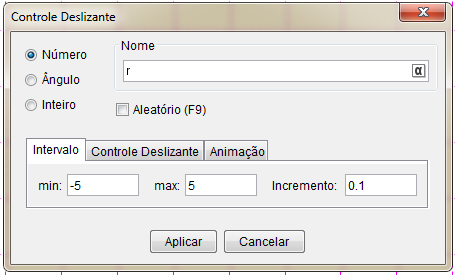 Controle Deslizante
Número
Ângulo
Inteiro
Nome
r
α
Aleatório (F9)
Intervalo Controle Deslizante Animação
min: -5 max: 5 Incremento: 0.1
Aplicar Cancelar